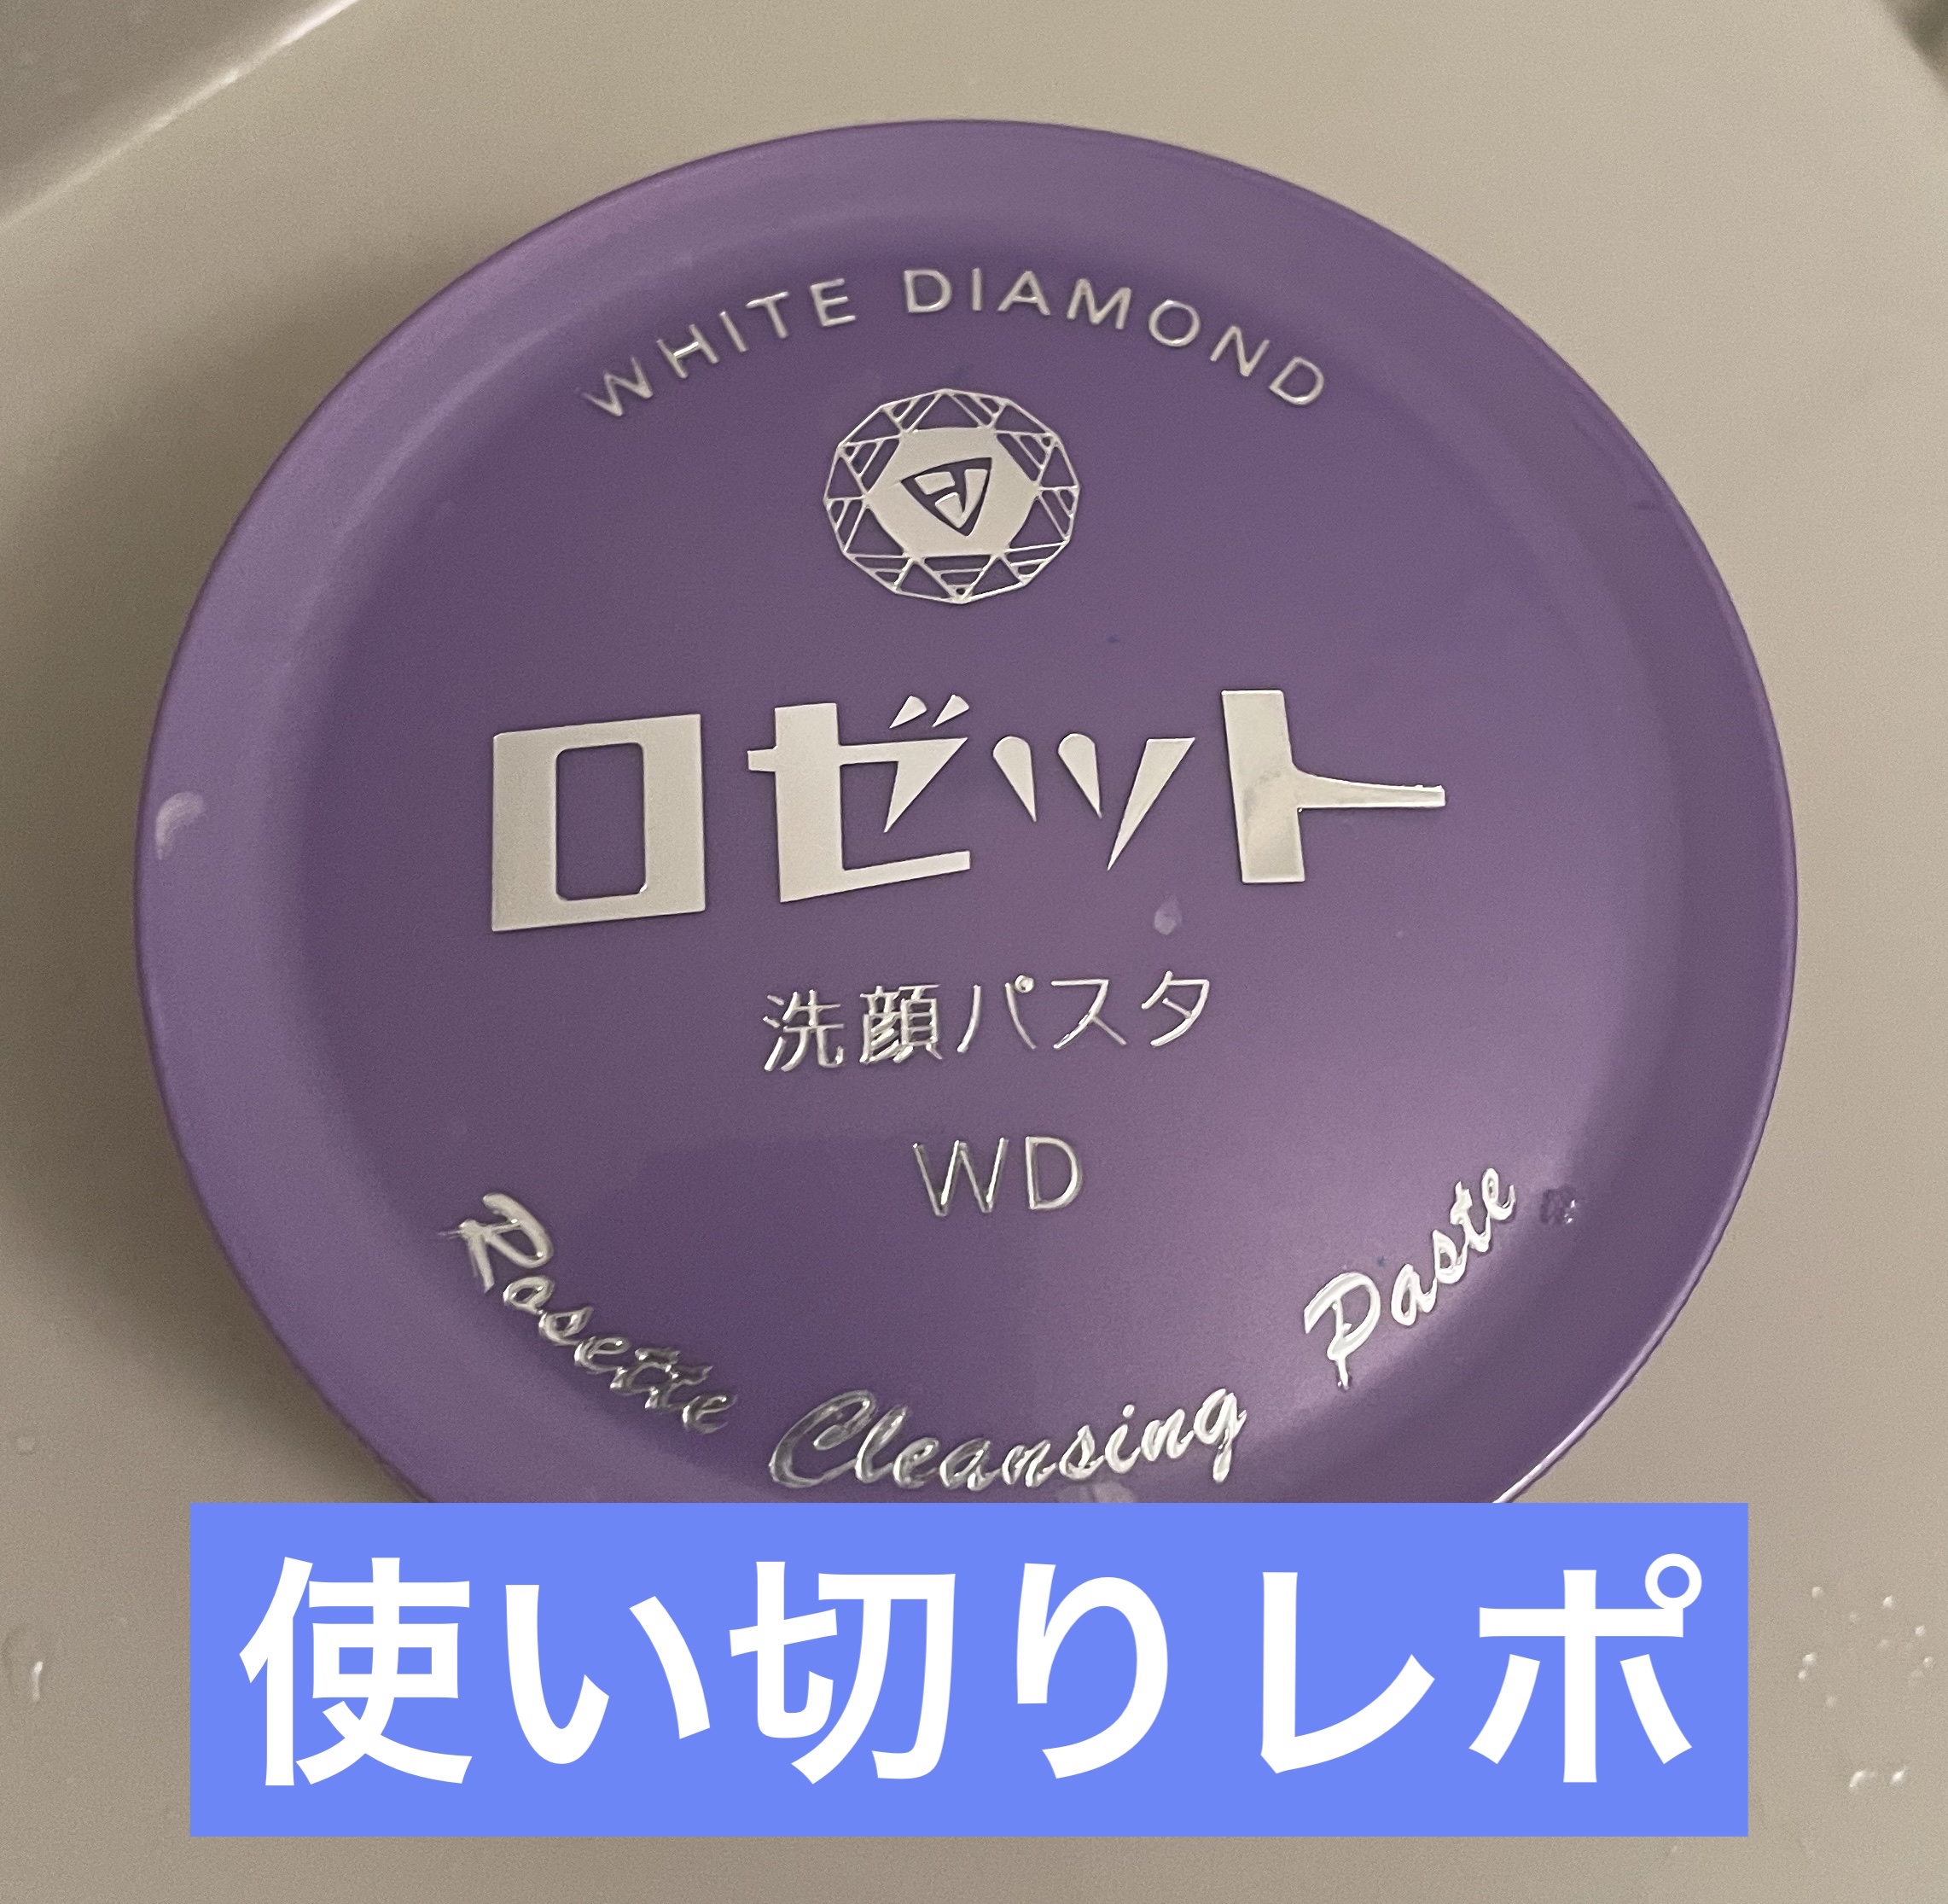 WHITE DIAMOND
ロゼット
洗顔パスタ
WD
Rosette Cleansing Paste
使い切りレポ